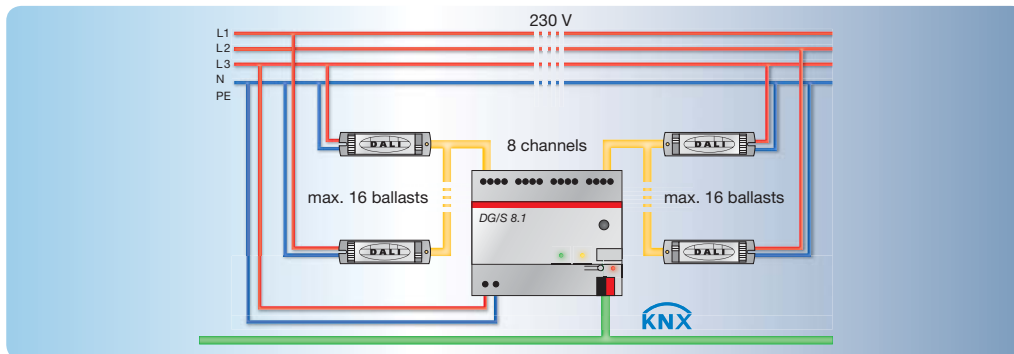 230 V
L1
L2
L3
N
PE
DALI
DALI
8 channels
max. 16 ballasts
max. 16 ballasts
DG/S 8.1
DALI
DALI
KNX